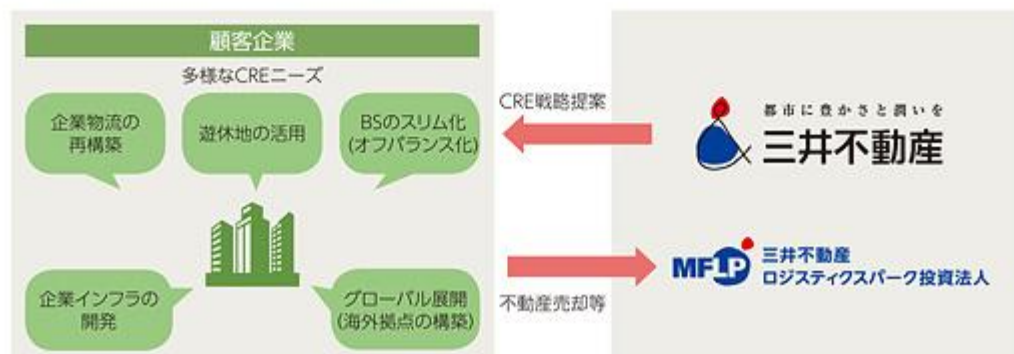 顧客企業
多様なCREニーズ
企業物流の
再構築
遊休地の活用
BSのスリム化
(オフバランス化)
企業インフラの
開発
グローバル展開
(海外拠点の構築)
CRE戦略提案
不動産売却等
都市に豊かさと潤いを
三井不動産
MFLP
三井不動産
ロジスティクスパーク投資法人